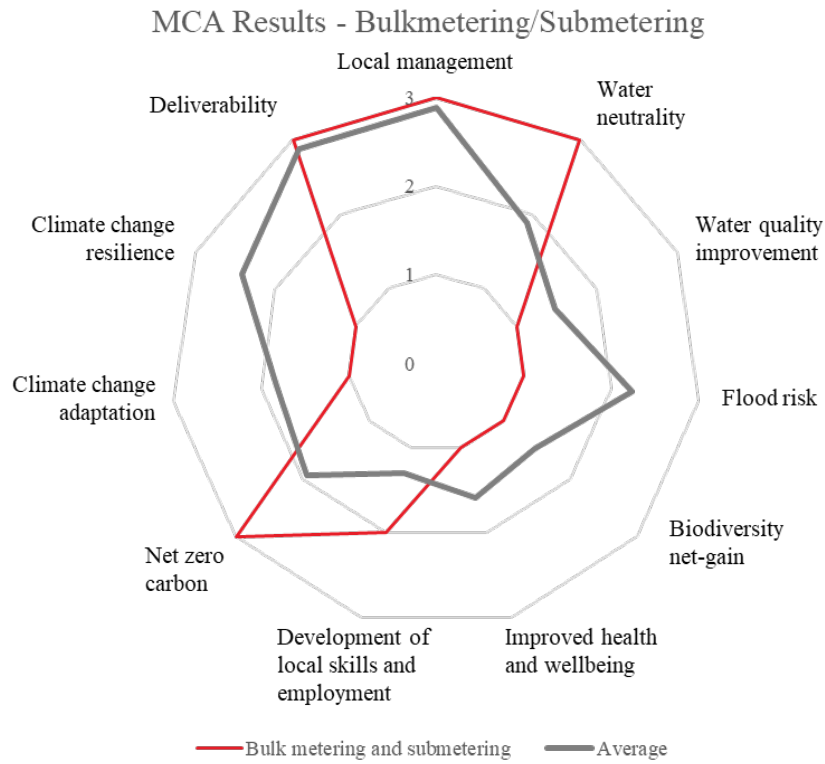 MCA Results - Bulkmetering/Submetering
Local management
Deliverability
Water
neutrality
3
Climate change
resilience
Water quality
improvement
2
1
0
Climate change
adaptation
Flood risk
Net zero
carbon
Biodiversity
net-gain
Development of
local skills and
employment
Improved health
and wellbeing
Bulk metering and submetering
Average